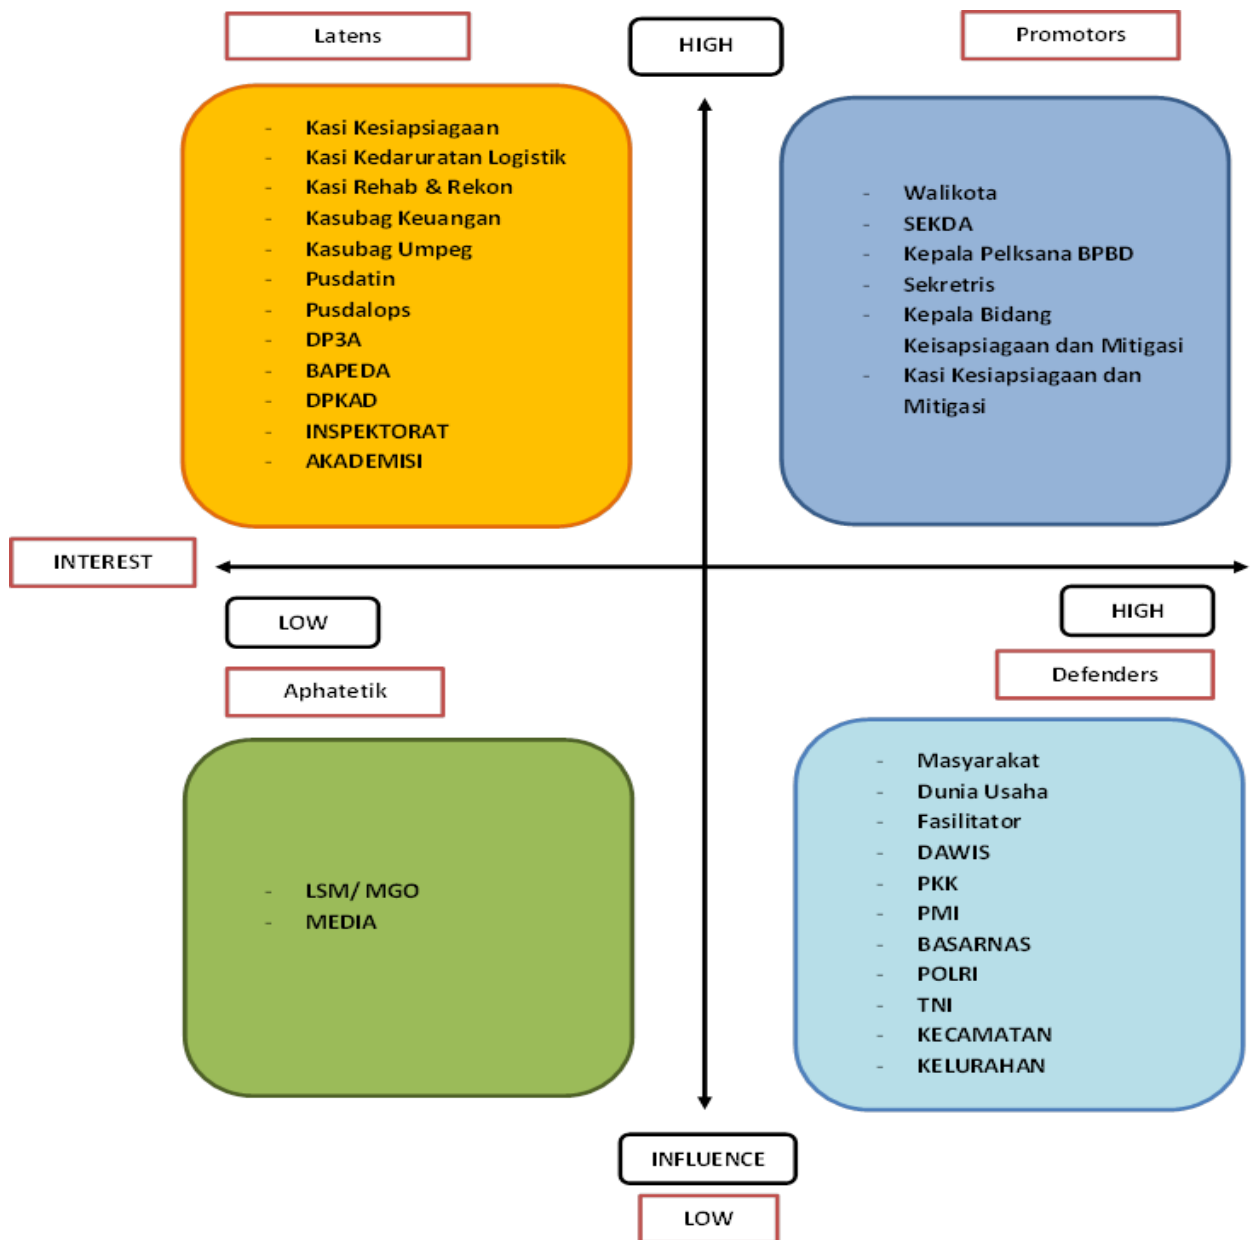 Latens
HIGH
Promotors
- Kasi Kesiapsiagaan
- Kasi Kedaruratan Logistik
- Kasi Rehab & Rekon
- Kasubag Keuangan
- Kasubag Umpeg
- Pusdatin
- Pusdalops
- DP3A
- BAPEDA
- DPKAD
- INSPEKTORAT
- AKADEMISI
- Walikota
- SEKDA
- Kepala Pelksana BPBD
- Sekretris
- Kepala Bidang
Keisapsiagaan dan Mitigasi
- Kasi Kesiapsiagaan dan
Mitigasi
INTEREST
LOW
HIGH
Aphatetik
Defenders
- LSM/ MGO
- MEDIA
- Masyarakat
- Dunia Usaha
- Fasilitator
- DAWIS
- PKK
- PMI
- BASARNAS
- POLRI
- TNI
- KECAMATAN
- KELURAHAN
INFLUENCE
LOW